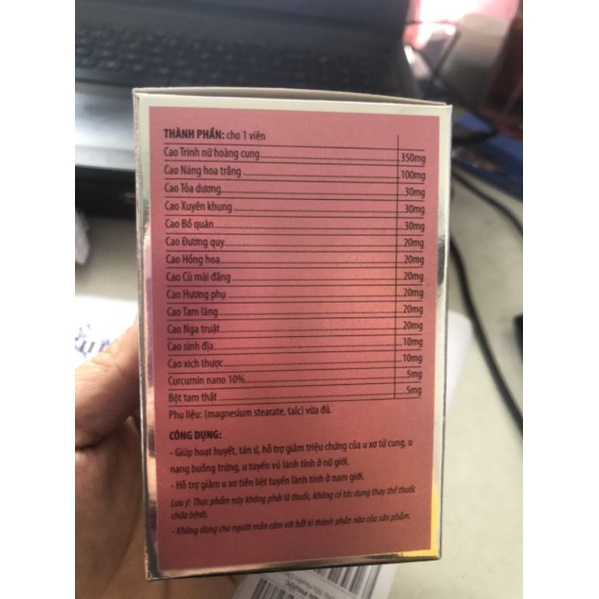 THÀNH PHẦN: cho 1 viên
Cao Trinh nữ hoàng cung 350mg
Cao Náng hoa trắng 100mg
Cao Tỏa dương 30mg
Cao Xuyên khung 30mg
Cao Bồ quân 30mg
Cao Đương quy 20mg
Cao Hồng hoa 20mg
Cao Củ mài đắng 20mg
Cao Hương phụ 20mg
Cao Tam lăng 20mg
Cao Nga truật 20mg
Cao sinh địa 10mg
Cao xích thược 10mg
Curcumin nano 10% 5mg
Bột tam thất 5mg
Phụ liệu: (magnesium stearate, talc) vừa đủ.
CÔNG DỤNG:
- Giúp hoạt huyết, tán ứ, hỗ trợ giảm triệu chứng của u xơ tử cung, u
nang buồng trứng, u tuyến vú lành tính ở nữ giới.
- Hỗ trợ giảm u xơ tiền liệt tuyến lành tính ở nam giới.
Lưu ý: Thực phẩm này không phải là thuốc, không có tác dụng thay thế thuốc
chữa bệnh.
- Không dùng cho người mẫn cảm với bất kì thành phần nào của sản phẩm.